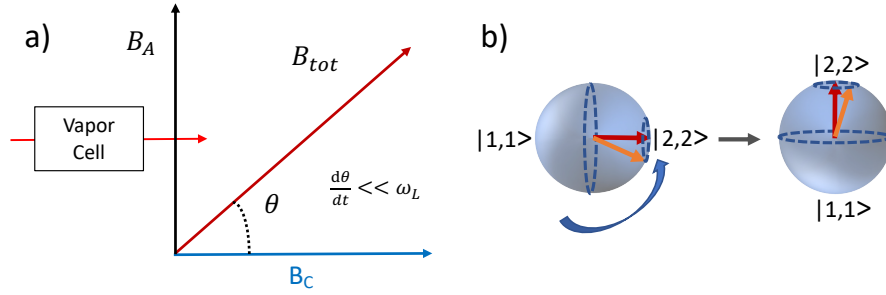 a)
B_A
B_tot
Vapor
Cell
θ
dθ/dt << ω_L
B_C
b)
|1,1>
|2,2>
|2,2>
|1,1>